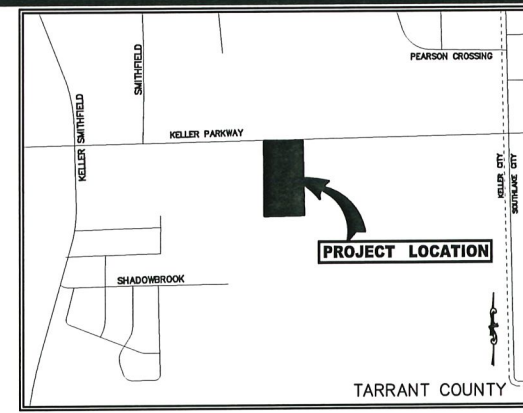 PEARSON CROSSING
SMITHFIELD
KELLER SMITHFIELD
KELLER PARKWAY
KELLER CITY
SOUTHLAKE CITY
PROJECT LOCATION
SHADOWBROOK
TARRANT COUNTY